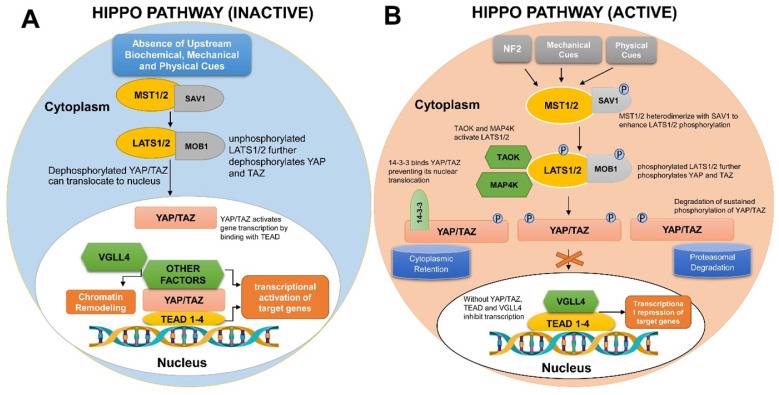 A
HIPPO PATHWAY (INACTIVE)
Absence of Upstream
Biochemical, Mechanical
and Physical Cues
Cytoplasm
MST1/2
SAV1
LATS1/2
MOB1
unphosphorylated
LATS1/2 further
dephosphorylates YAP
and TAZ
Dephosphorylated YAP/TAZ
can translocate to nucleus
YAP/TAZ
YAP/TAZ activates
gene transcription by
binding with TEAD
VGLL4
OTHER
FACTORS
Chromatin
Remodeling
YAP/TAZ
TEAD 1-4
transcriptional
activation of
target genes
Nucleus
B
HIPPO PATHWAY (ACTIVE)
NF2
Mechanical
Cues
Physical
Cues
Cytoplasm
MST1/2
SAV1
P
MST1/2 heterodimerize with SAV1 to
enhance LATS1/2 phosphorylation
TAOK and MAP4K
activate LATS1/2
TAOK
MAP4K
P
LATS1/2
P
MOB1
phosphorylated LATS1/2 further
phosphorylates YAP and TAZ
14-3-3 binds YAP/TAZ
preventing its nuclear
translocation
14-3-3
Degradation of sustained
phosphorylation of YAP/TAZ
YAP/TAZ
P
YAP/TAZ
P
P
YAP/TAZ
Cytoplasmic
Retention
Proteasomal
Degradation
Without YAP/TAZ,
TEAD and VGLL4
inhibit transcription
VGLL4
TEAD 1-4
Transcriptiona
l repression of
target genes
Nucleus